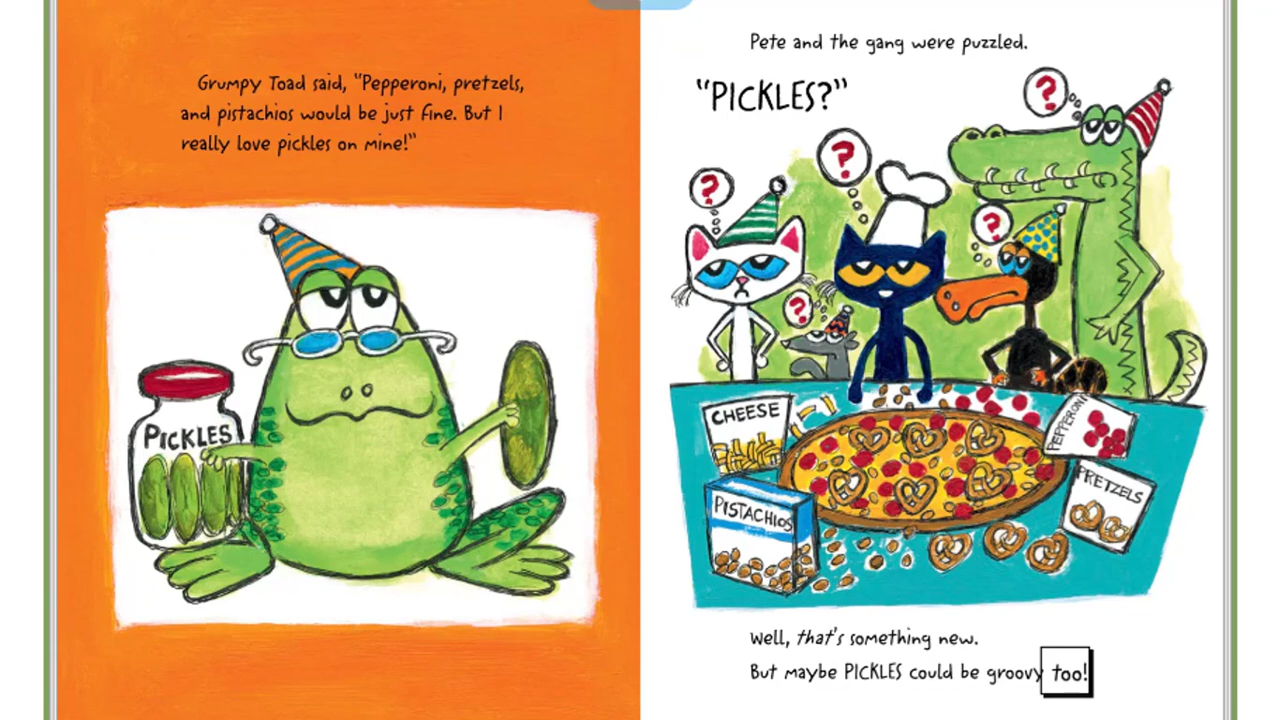 Grumpy Toad said, "Pepperoni, pretzels,
and pistachios would be just fine. But I
really love pickles on mine!"
PICKLES
Pete and the gang were puzzled.
"PICKLES?"
?
?
?
?
?
CHEESE
PEPPERONI
PISTACHIOS
PRETZELS
Well, that's something new.
But maybe PICKLES could be groovy too!